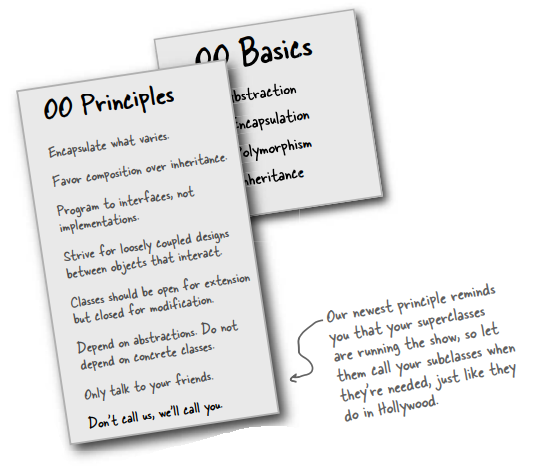 OO Basics
bstraction
ncapsulation
olymorphism
nheritance
OO Principles
Encapsulate what varies.
Favor composition over inheritance.
Program to interfaces, not
implementations.
Strive for loosely coupled designs
between objects that interact
Classes should be open for extension
but closed for modification.
Depend on abstractions. Do not
depend on concrete classes.
Only talk to your friends.
Don't call us, we'll call you.
Our newest principle reminds
you that your superclasses
are running the show, so let
them call your subclasses when
they're needed, just like they
do in Hollywood.